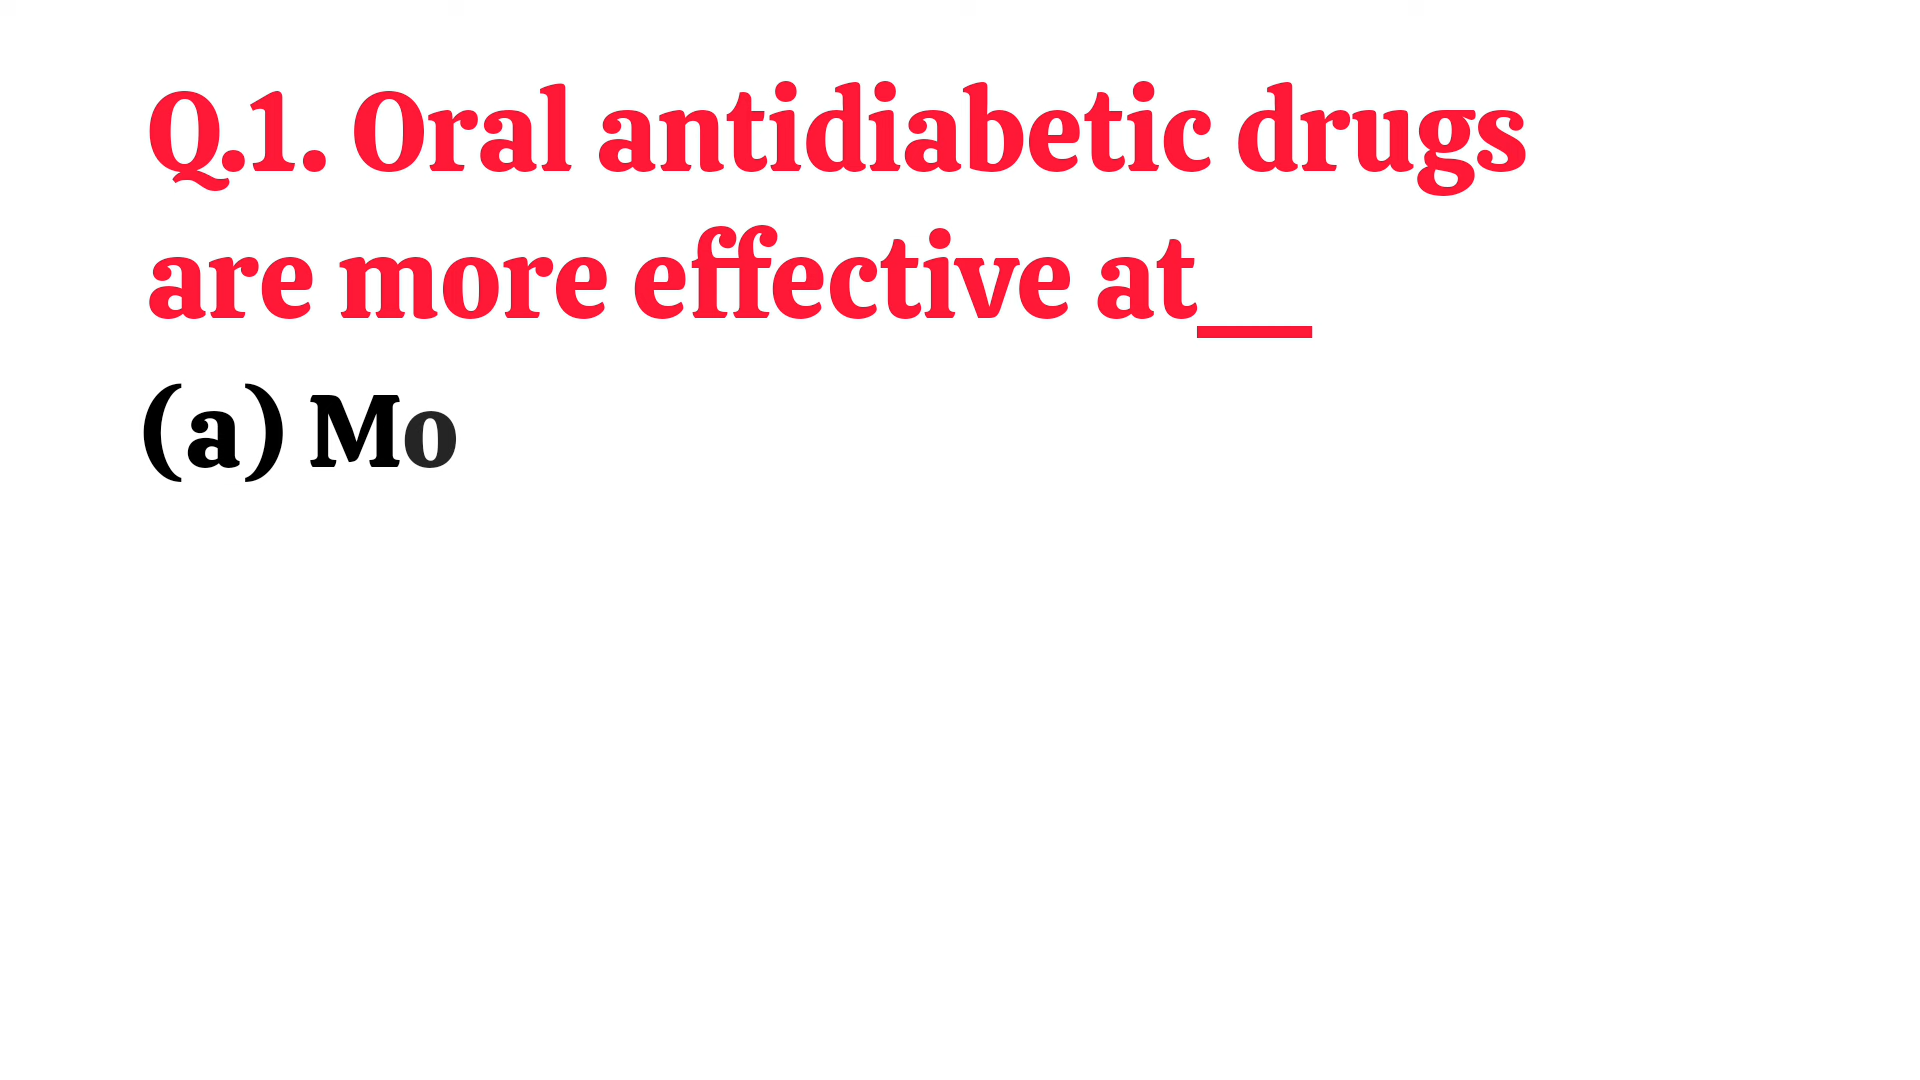 Q.1. Oral antidiabetic drugs
are more effective at__
(a) Mo